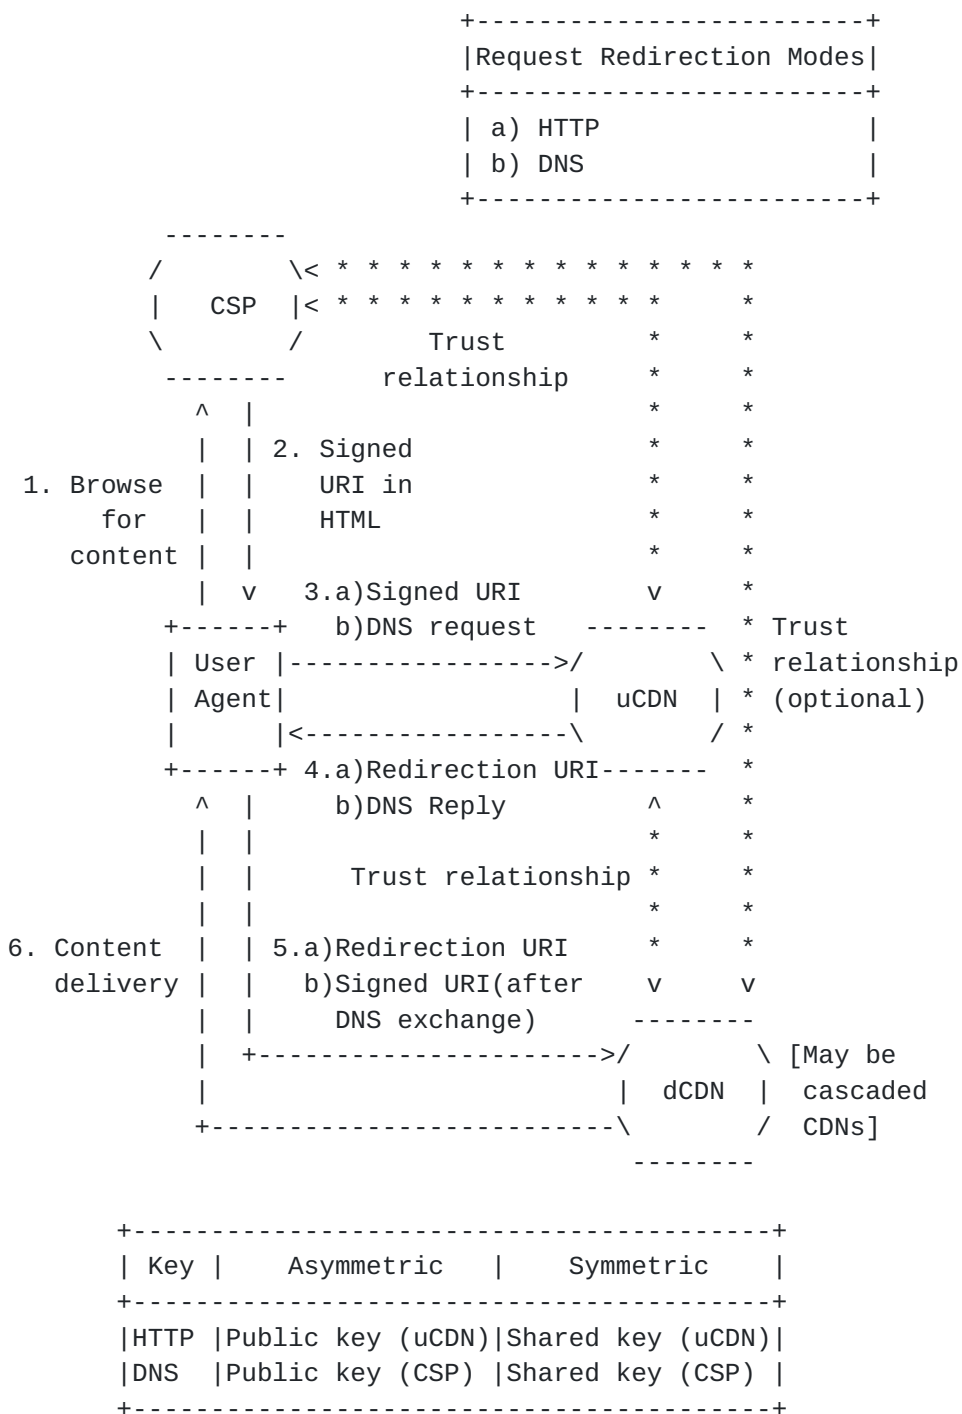 Request Redirection Modes
a) HTTP
b) DNS
CSP
Trust
relationship
2. Signed
URI in
HTML
1. Browse
for
content
3.a)Signed URI
b)DNS request
Trust
relationship
(optional)
User
Agent
uCDN
4.a)Redirection URI
b)DNS Reply
Trust relationship
6. Content
delivery
5.a)Redirection URI
b)Signed URI(after
DNS exchange)
[May be
cascaded
CDNs]
dCDN
Key | Asymmetric | Symmetric
HTTP |Public key (uCDN)|Shared key (uCDN)
DNS |Public key (CSP) |Shared key (CSP)